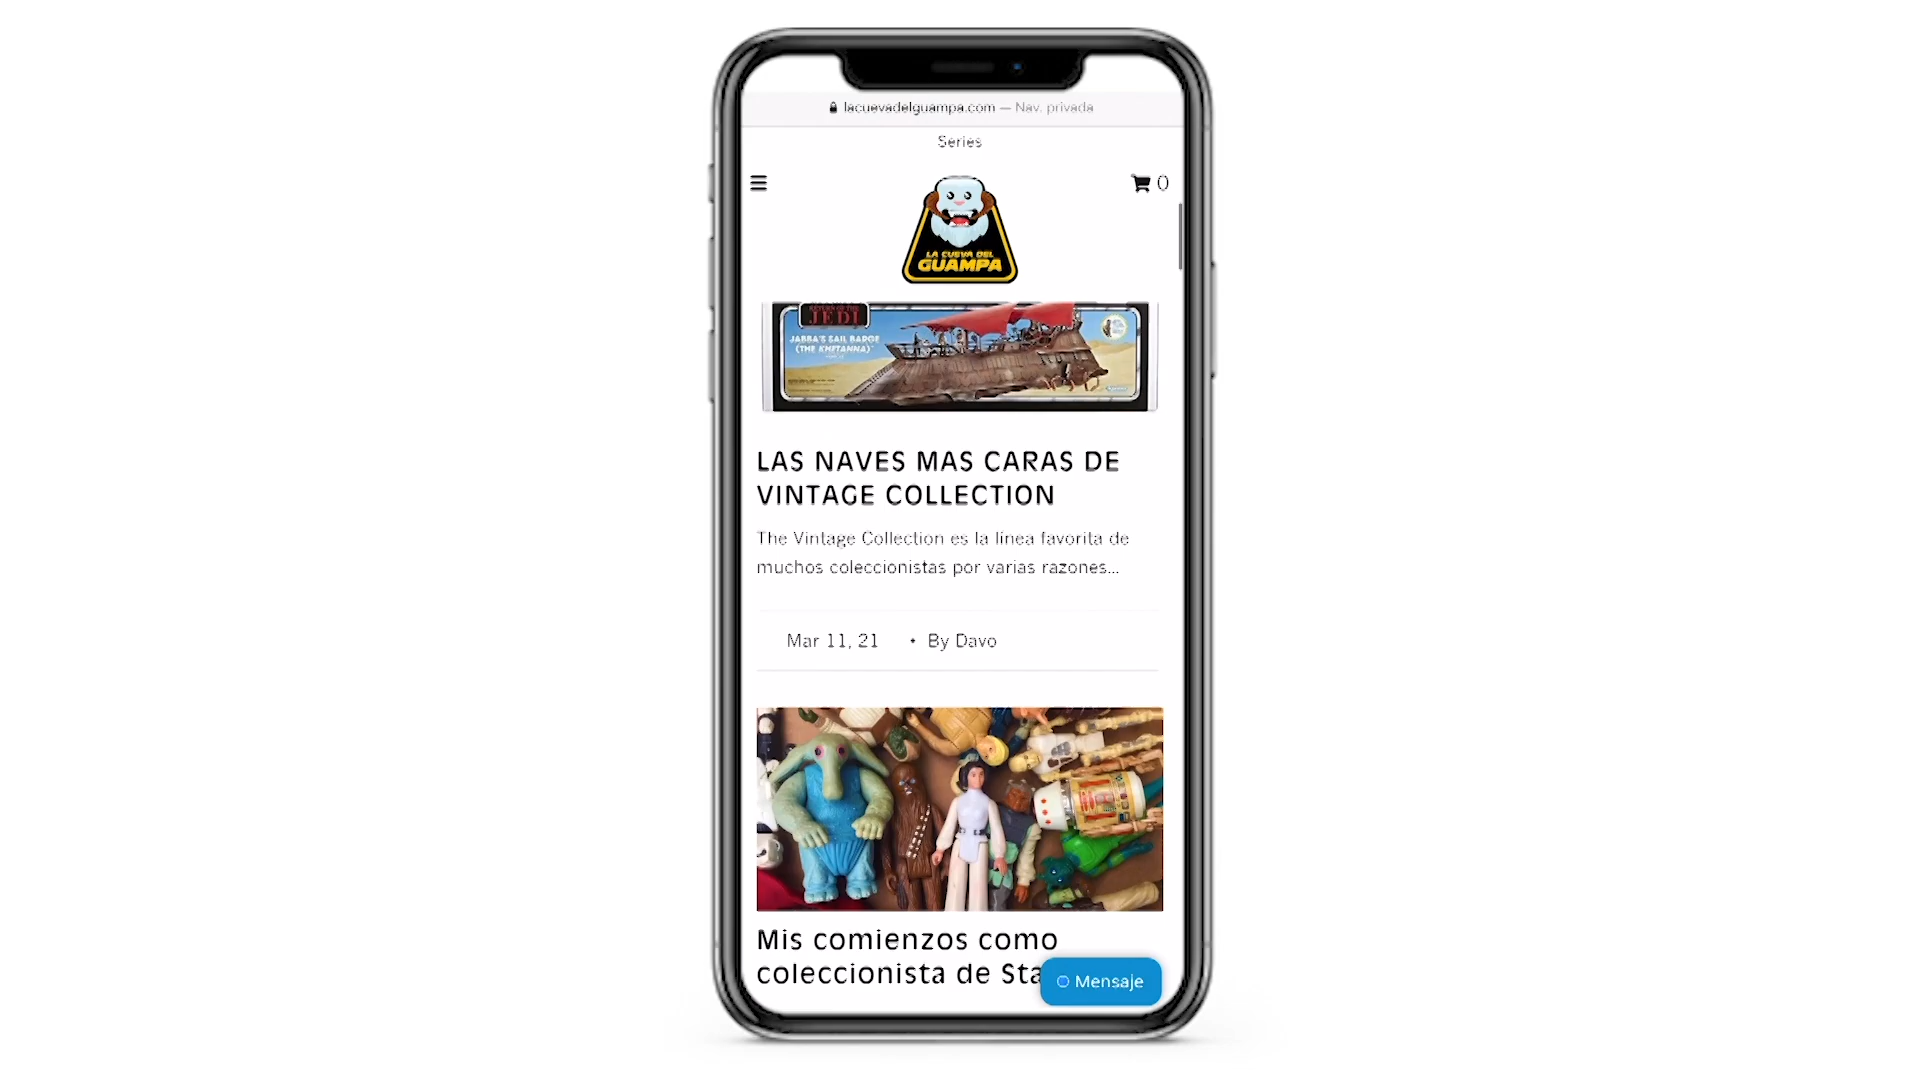 lacuevadelguampa.com — Nav. privada
Series
0
LA CUEVA DEL
GUAMPA
JEDI
JABBA'S SAIL BARGE
(THE KHETANNA)
LAS NAVES MAS CARAS DE
VINTAGE COLLECTION
The Vintage Collection es la línea favorita de
muchos coleccionistas por varias razones...
Mar 11, 21 • By Davo
Mis comienzos como
coleccionista de Sta
Mensaje